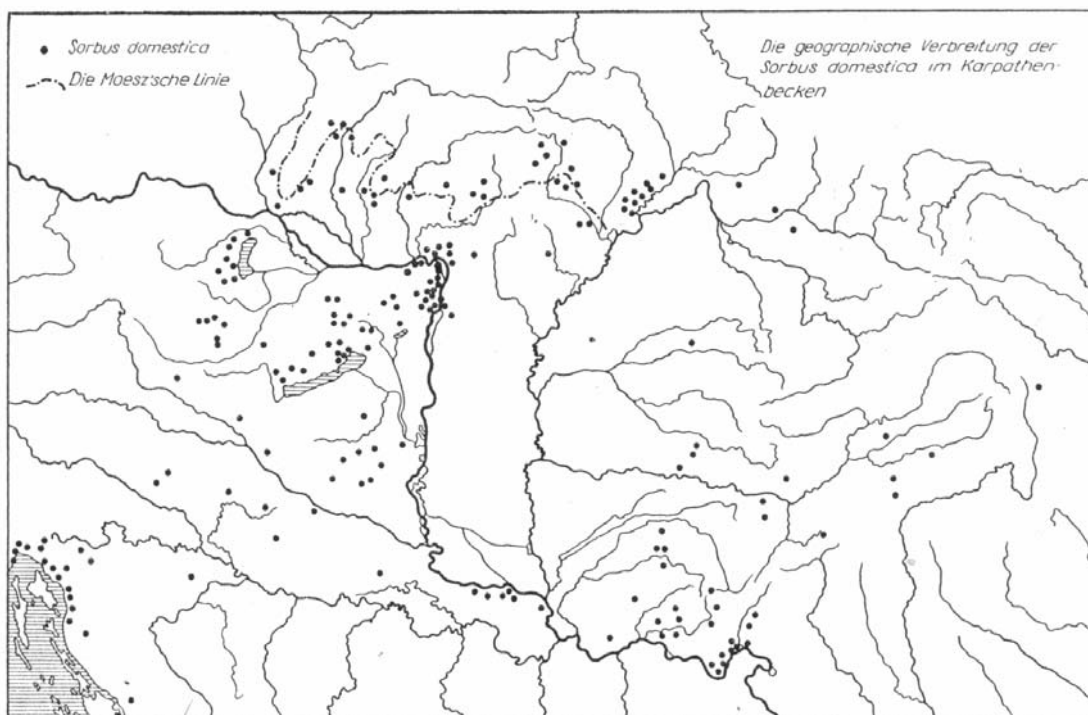 Sorbus domestica
Die Moesz'sche Linie
Die geographische Verbreitung der
Sorbus domestica im Karpathen-
becken